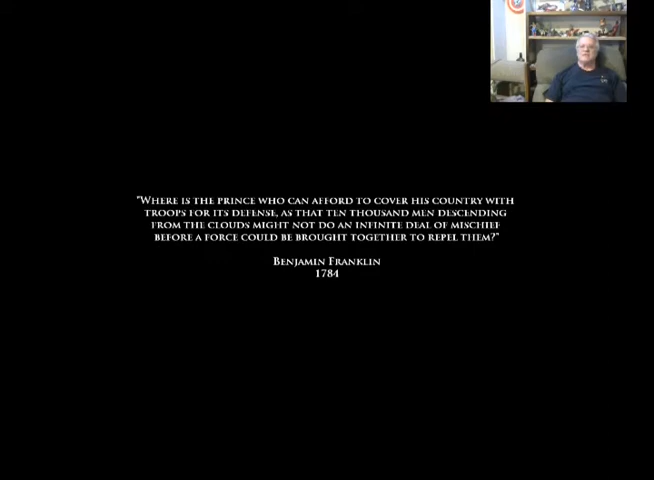 "Where is the prince who can afford to cover his country with
troops for its defense, as that ten thousand men descending
from the clouds might not do an infinite deal of mischief
before a force could be brought together to repel them?"
Benjamin Franklin
1784